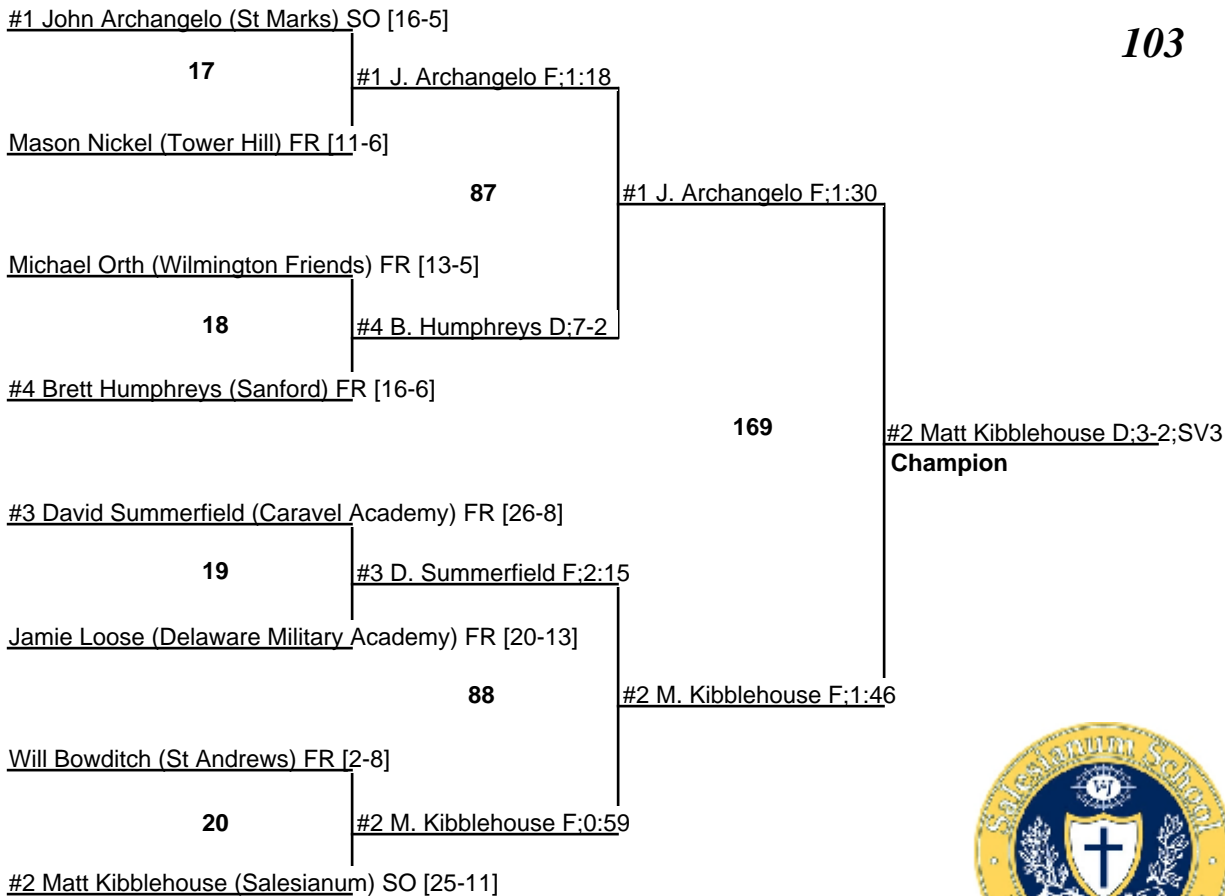 #1 John Archangelo (St Marks) SO [16-5]
103
17
#1 J. Archangelo F;1:18
Mason Nickel (Tower Hill) FR [11-6]
87
#1 J. Archangelo F;1:30
Michael Orth (Wilmington Friends) FR [13-5]
18
#4 B. Humphreys D;7-2
#4 Brett Humphreys (Sanford) FR [16-6]
169
#2 Matt Kibblehouse D;3-2;SV3
Champion
#3 David Summerfield (Caravel Academy) FR [26-8]
19
#3 D. Summerfield F;2:15
Jamie Loose (Delaware Military Academy) FR [20-13]
88
#2 M. Kibblehouse F;1:46
Will Bowditch (St Andrews) FR [2-8]
20
#2 M. Kibblehouse F;0:59
#2 Matt Kibblehouse (Salesianum) SO [25-11]
Salesianum School